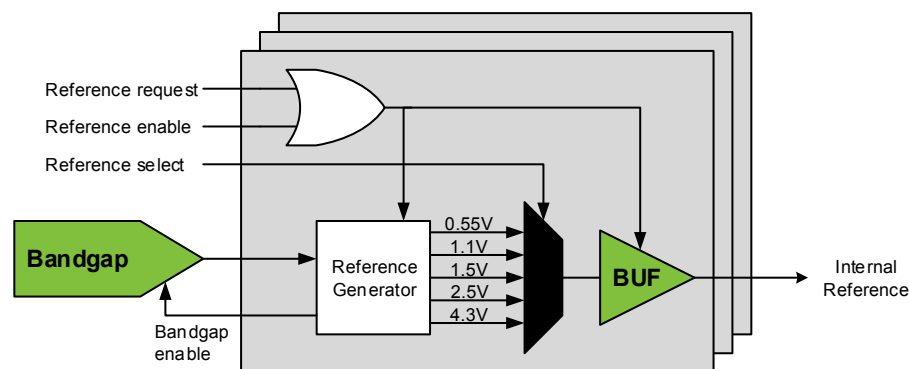 Reference request
Reference enable
Reference select
0.55V
Bandgap
1.1V
Reference
Generator
1.5V
BUF
Internal
Reference
2.5V
4.3V
Bandgap
enable